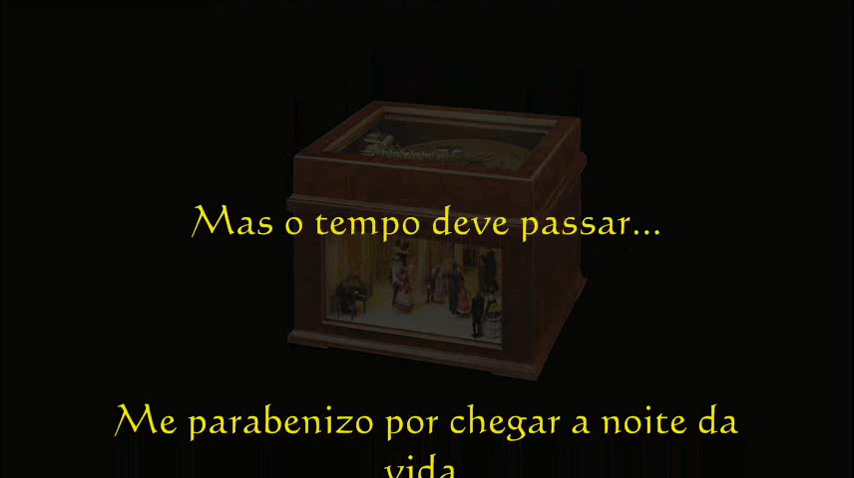 Mas o tempo deve passar...
Me parabenizo por chegar a noite da
vida